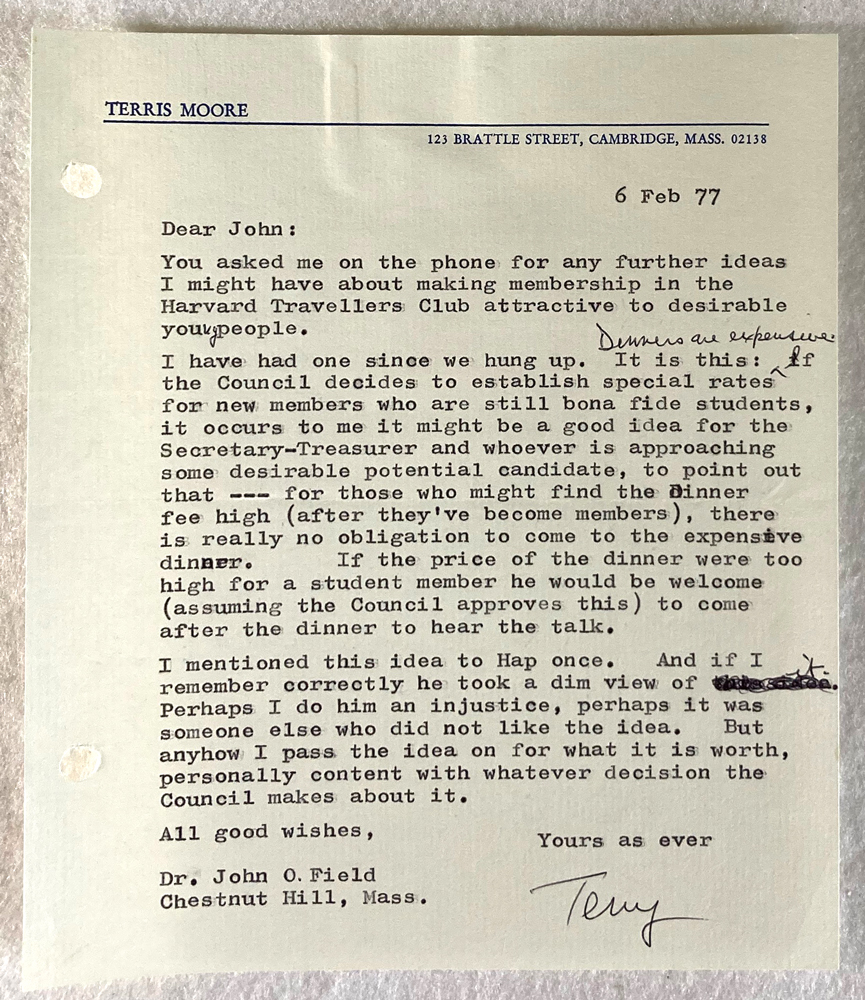 TERRIS MOORE
123 BRATTLE STREET, CAMBRIDGE, MASS. 02138
6 Feb 77
Dear John:
You asked me on the phone for any further ideas
I might have about making membership in the
Harvard Travellers Club attractive to desirable
young people.
Dinners are expensive.
I have had one since we hung up. It is this: If
the Council decides to establish special rates
for new members who are still bona fide students,
it occurs to me it might be a good idea for the
Secretary-Treasurer and whoever is approaching
some desirable potential candidate, to point out
that --- for those who might find the Dinner
fee high (after they've become members), there
is really no obligation to come to the expensive
dinner. If the price of the dinner were too
high for a student member he would be welcome
(assuming the Council approves this) to come
after the dinner to hear the talk.
I mentioned this idea to Hap once. And if I
remember correctly he took a dim view of it.
Perhaps I do him an injustice, perhaps it was
someone else who did not like the idea. But
anyhow I pass the idea on for what it is worth,
personally content with whatever decision the
Council makes about it.
All good wishes,
Yours as ever
Dr. John O. Field
Chestnut Hill, Mass.
Terry